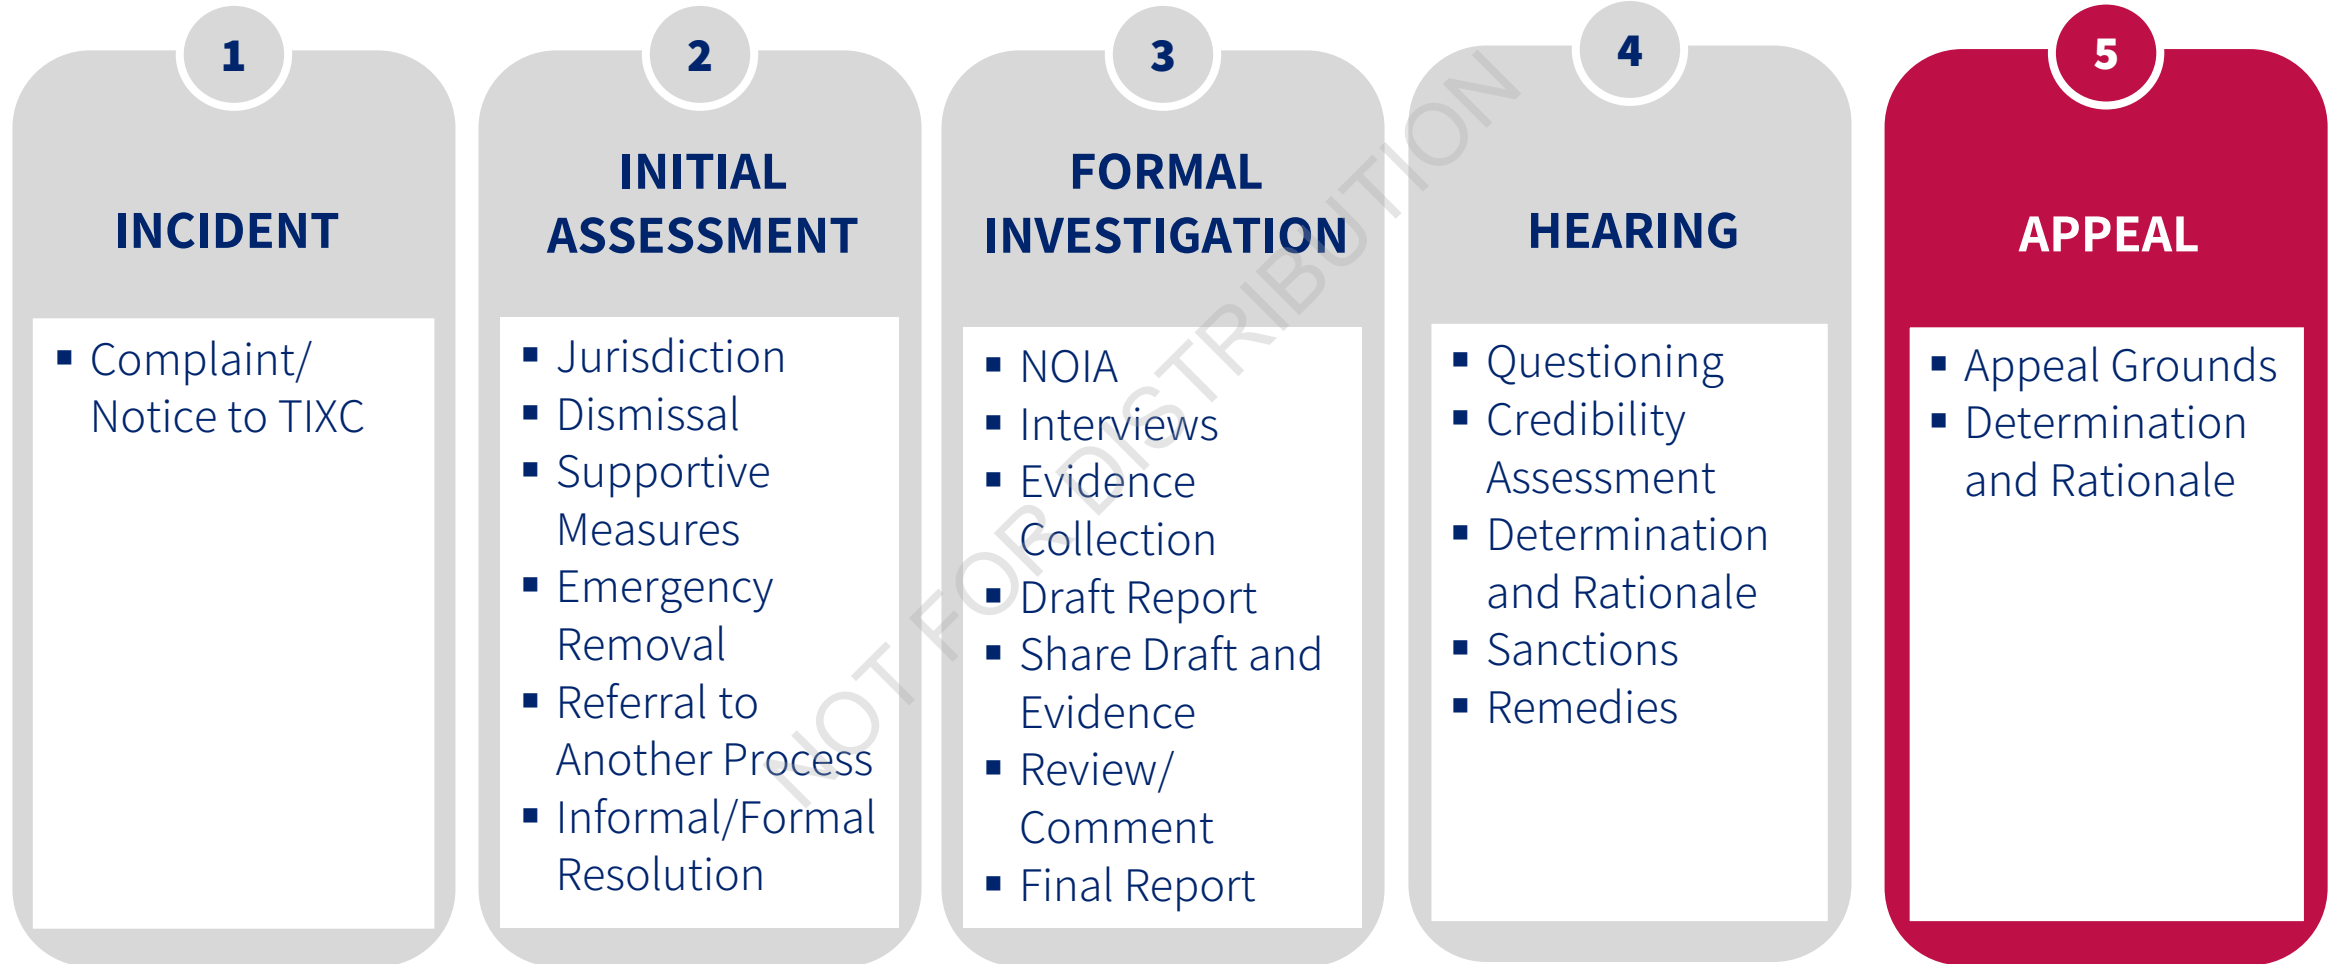 1
INCIDENT
▪ Complaint/
Notice to TIXC
2
INITIAL
ASSESSMENT
▪ Jurisdiction
▪ Dismissal
▪ Supportive
Measures
▪ Emergency
Removal
▪ Referral to
Another Process
▪ Informal/Formal
Resolution
3
FORMAL
INVESTIGATION
▪ NOIA
▪ Interviews
▪ Evidence
Collection
▪ Draft Report
▪ Share Draft and
Evidence
▪ Review/
Comment
▪ Final Report
4
HEARING
▪ Questioning
▪ Credibility
Assessment
▪ Determination
and Rationale
▪ Sanctions
▪ Remedies
5
APPEAL
▪ Appeal Grounds
▪ Determination
and Rationale
NOT FOR DISTRIBUTION